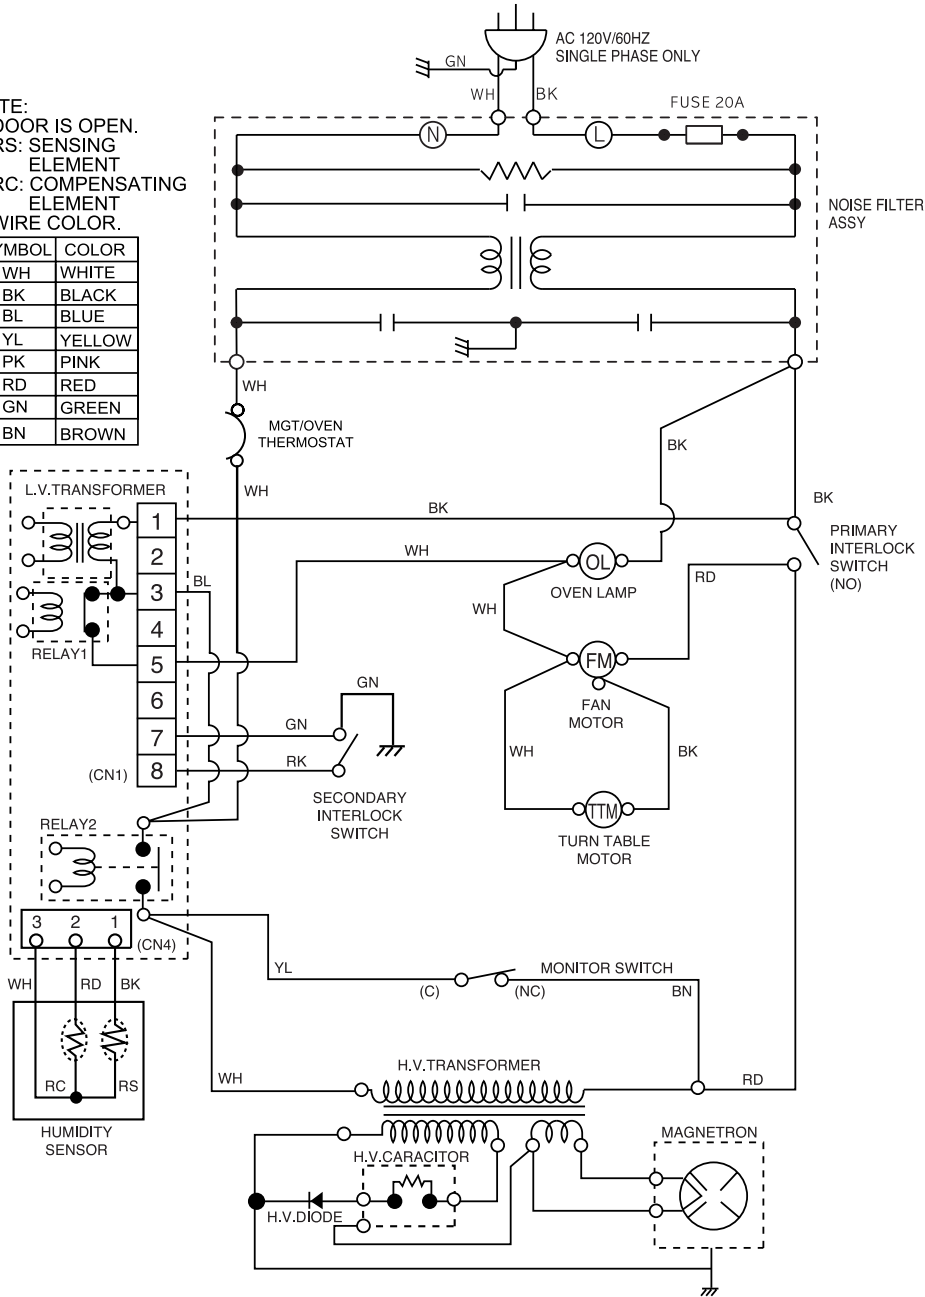 AC 120V/60HZ
SINGLE PHASE ONLY
GN
WH
BK
FUSE 20A
N
L
NOISE FILTER
ASSY
TE:
DOOR IS OPEN.
RS: SENSING
ELEMENT
RC: COMPENSATING
ELEMENT
WIRE COLOR.
YMBOL COLOR
WH WHITE
BK BLACK
BL BLUE
YL YELLOW
PK PINK
RD RED
GN GREEN
BN BROWN
WH
MGT/OVEN
THERMOSTAT
WH
BK
BK
BK
PRIMARY
INTERLOCK
SWITCH
(NO)
L.V.TRANSFORMER
1
2
3
4
5
6
7
8
(CN1)
BL
RELAY1
WH
OL
OVEN LAMP
RD
WH
FM
FAN
MOTOR
WH
BK
TTM
TURN TABLE
MOTOR
GN
GN
RK
SECONDARY
INTERLOCK
SWITCH
RELAY2
3 2 1
(CN4)
WH RD BK
RC RS
HUMIDITY
SENSOR
YL
(C)
(NC)
MONITOR SWITCH
BN
WH
H.V.TRANSFORMER
RD
H.V.CARACITOR
H.V.DIODE
MAGNETRON